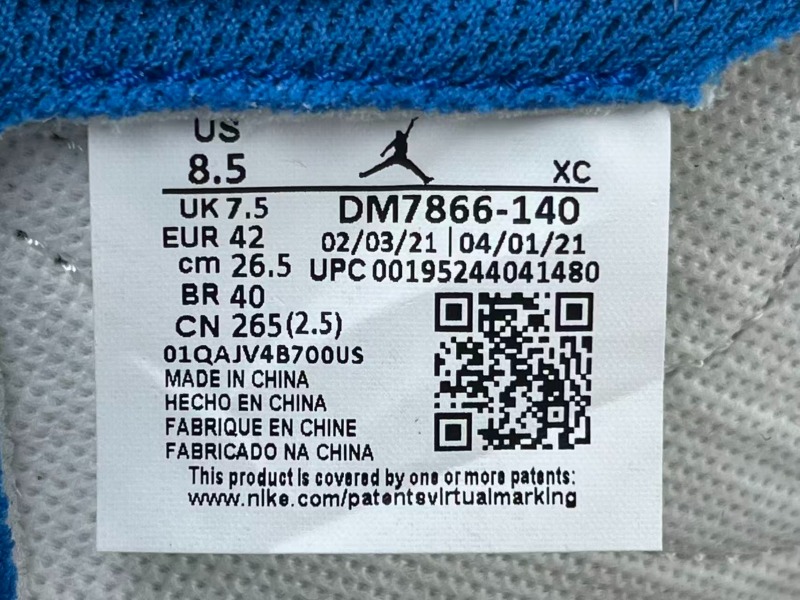 US
8.5
XC
UK 7.5
DM7866-140
EUR 42
02/03/21 | 04/01/21
cm 26.5
UPC 00195244041480
BR 40
CN 265(2.5)
01QAJV4B700US
MADE IN CHINA
HECHO EN CHINA
FABRIQUE EN CHINE
FABRICADO NA CHINA
This product is covered by one or more patents:
www.nike.com/patentsvirtualmarking